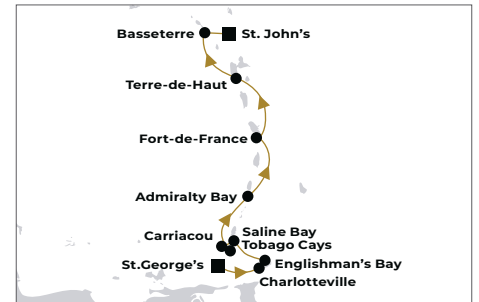 Basseterre
St. John's
Terre-de-Haut
Fort-de-France
Admiralty Bay
Carriacou
Saline Bay
Tobago Cays
St.George's
Englishman's Bay
Charlotteville